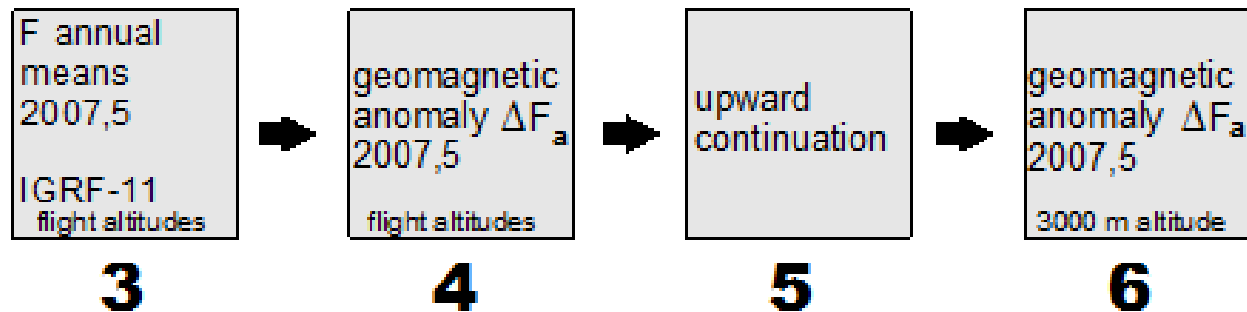 F annual
means
2007,5
IGRF-11
flight altitudes
geomagnetic
anomaly ΔFa
2007,5
flight altitudes
upward
continuation
geomagnetic
anomaly ΔFa
2007,5
3000 m altitude
3
4
5
6